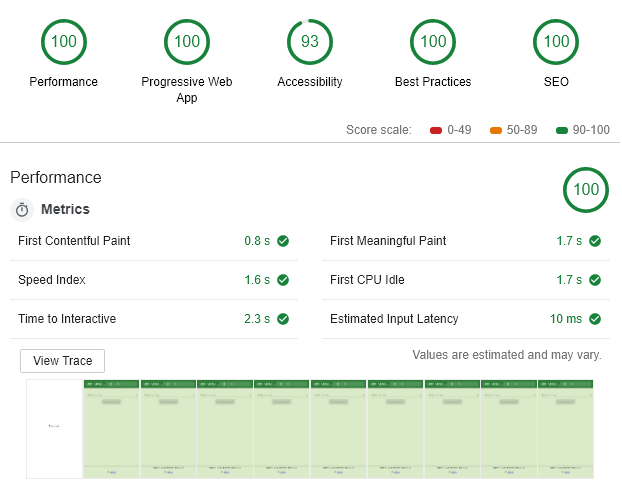 100 100 93 100 100
Performance Progressive Web App Accessibility Best Practices SEO
Score scale: 0-49 50-89 90-100
Performance
100
Metrics
First Contentful Paint 0.8 s First Meaningful Paint 1.7 s
Speed Index 1.6 s First CPU Idle 1.7 s
Time to Interactive 2.3 s Estimated Input Latency 10 ms
View Trace
Values are estimated and may vary.